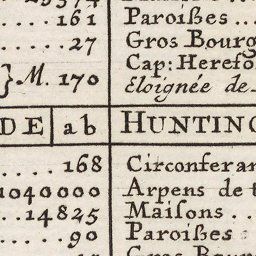 161 Paroißes ...
27 Gros Bourg
} M. 170 Cap: Herefo
éloignée de
DE ab HUNTING
168 Circonferan
1040000 Arpens de t
14825 Maisons ..
90 Paroißes ..